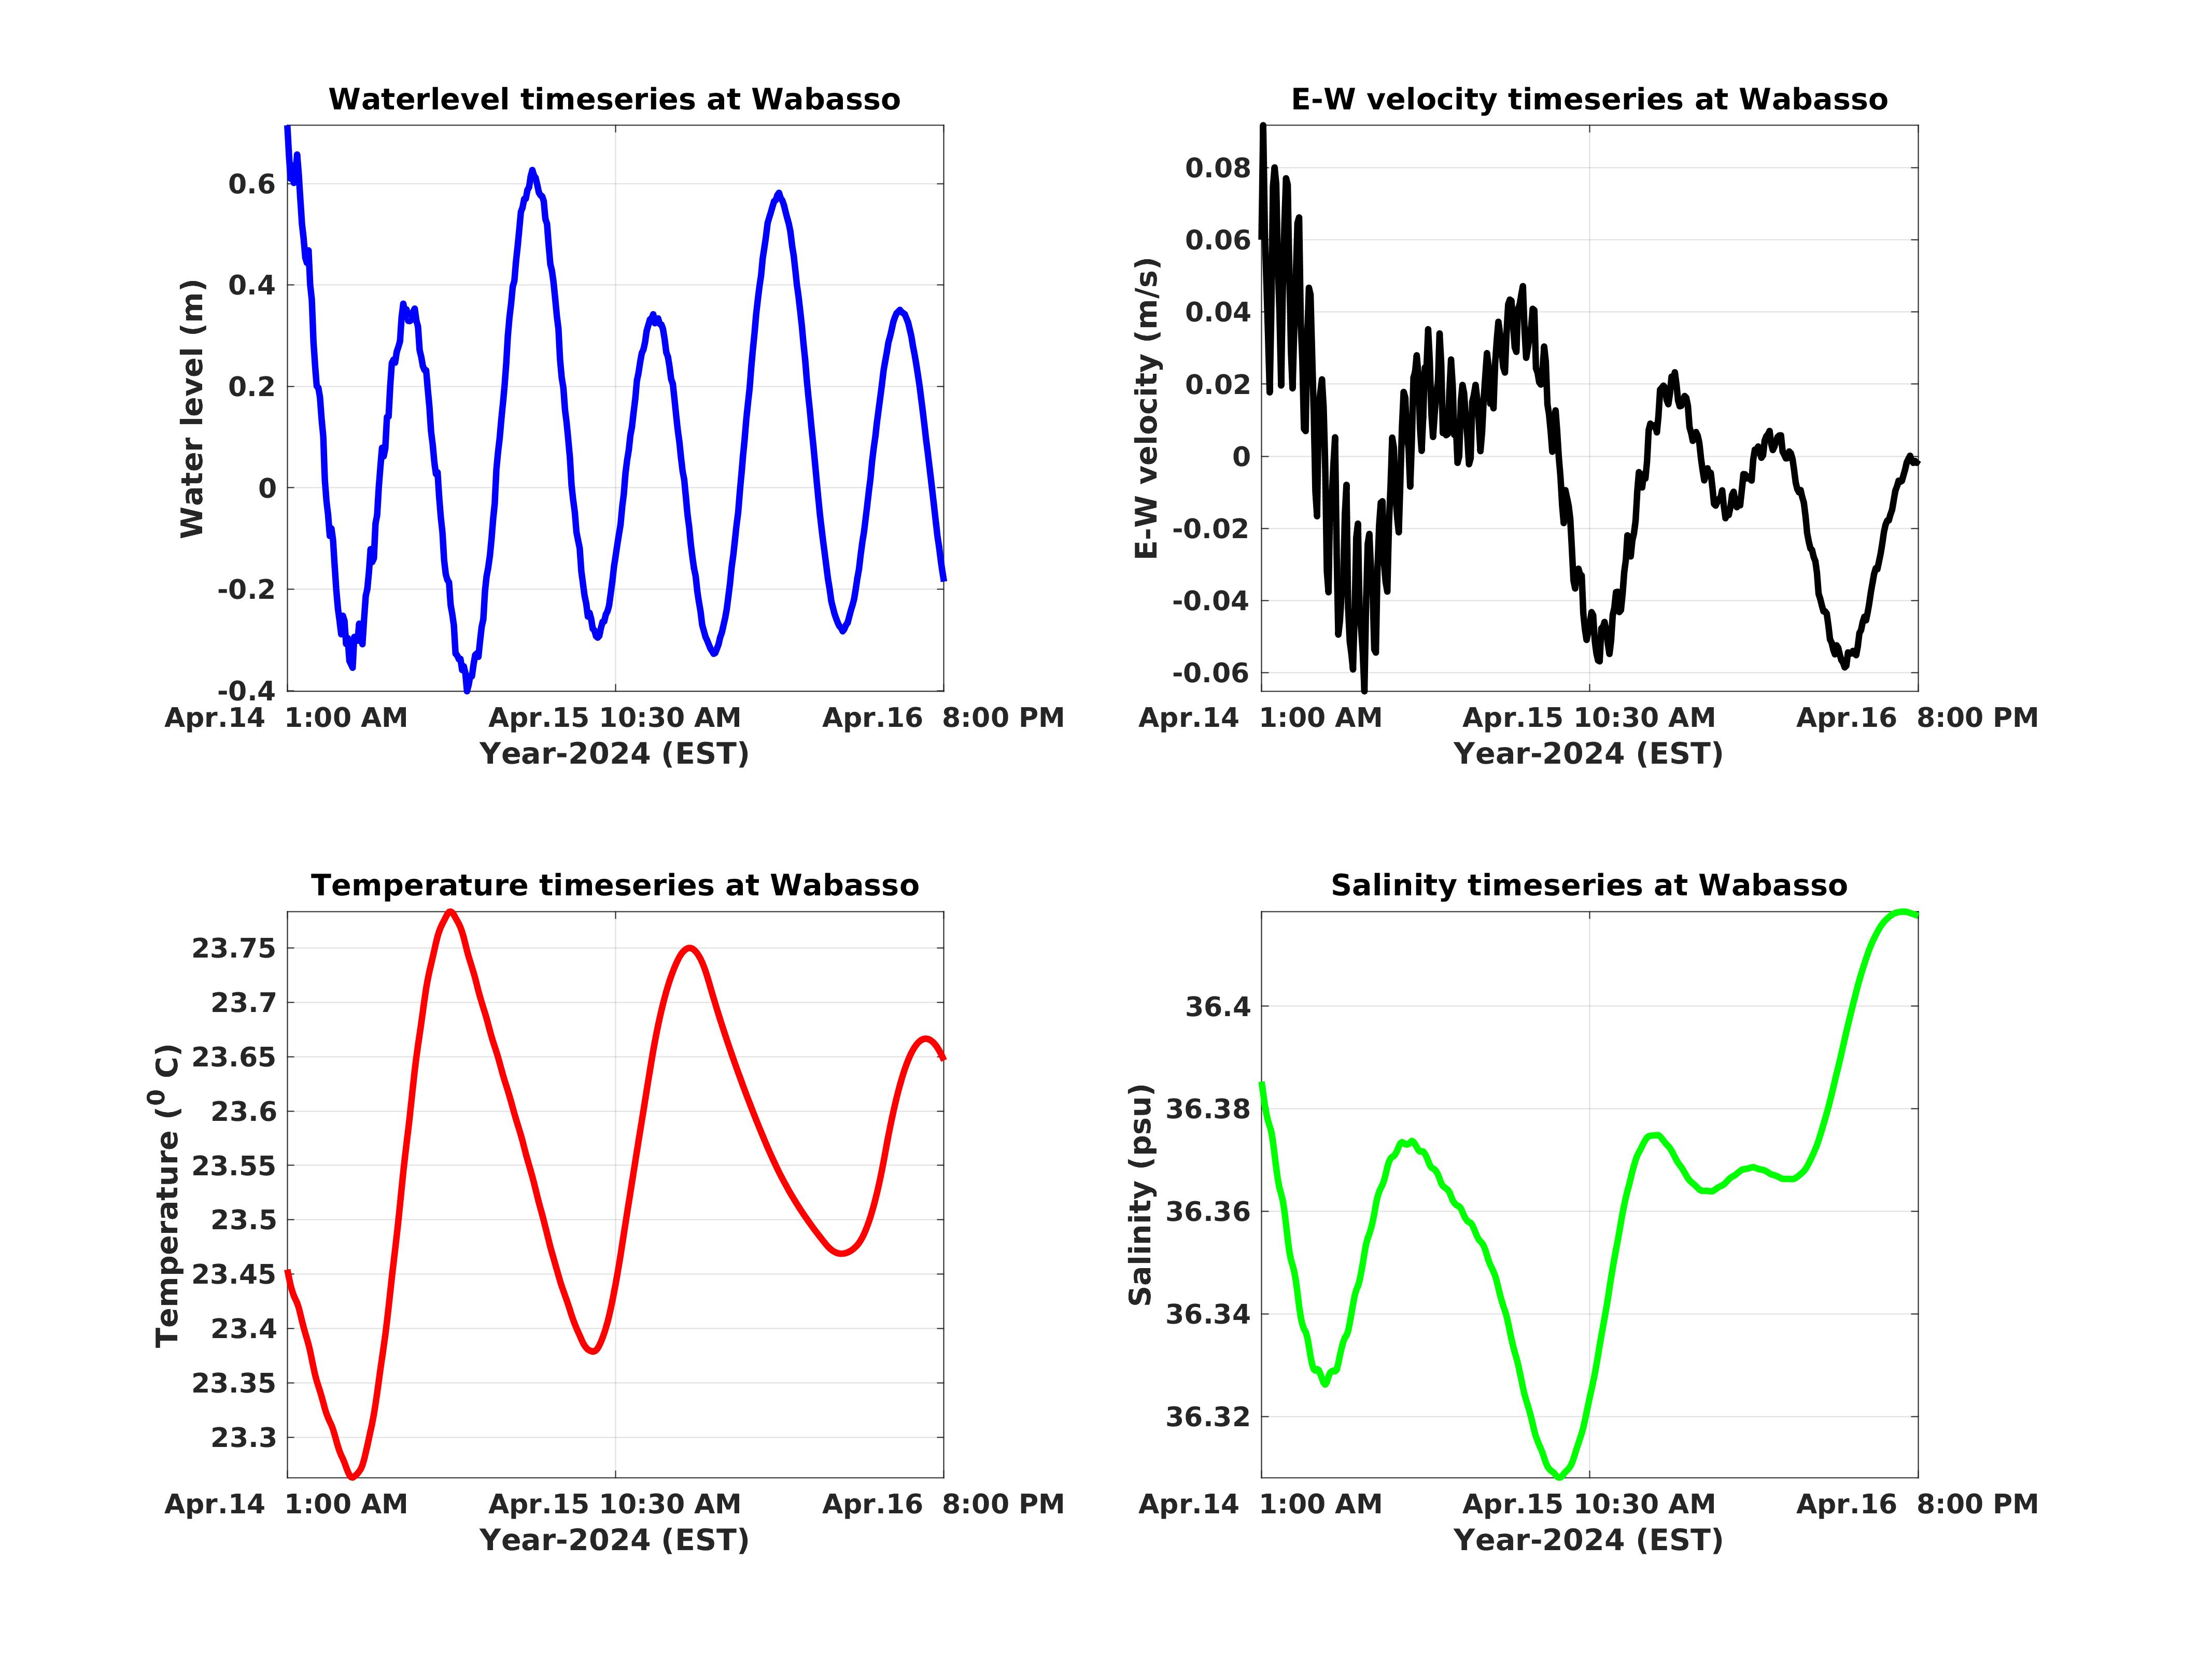 Waterlevel timeseries at Wabasso
0.6
0.4
0.2
0
-0.2
-0.4
Water level (m)
Apr.14 1:00 AM Apr.15 10:30 AM Apr.16 8:00 PM
Year-2024 (EST)
E-W velocity timeseries at Wabasso
0.08
0.06
0.04
0.02
0
-0.02
-0.04
-0.06
E-W velocity (m/s)
Apr.14 1:00 AM Apr.15 10:30 AM Apr.16 8:00 PM
Year-2024 (EST)
Temperature timeseries at Wabasso
23.75
23.7
23.65
23.6
23.55
23.5
23.45
23.4
23.35
23.3
Temperature (⁰ C)
Apr.14 1:00 AM Apr.15 10:30 AM Apr.16 8:00 PM
Year-2024 (EST)
Salinity timeseries at Wabasso
36.4
36.38
36.36
36.34
36.32
Salinity (psu)
Apr.14 1:00 AM Apr.15 10:30 AM Apr.16 8:00 PM
Year-2024 (EST)